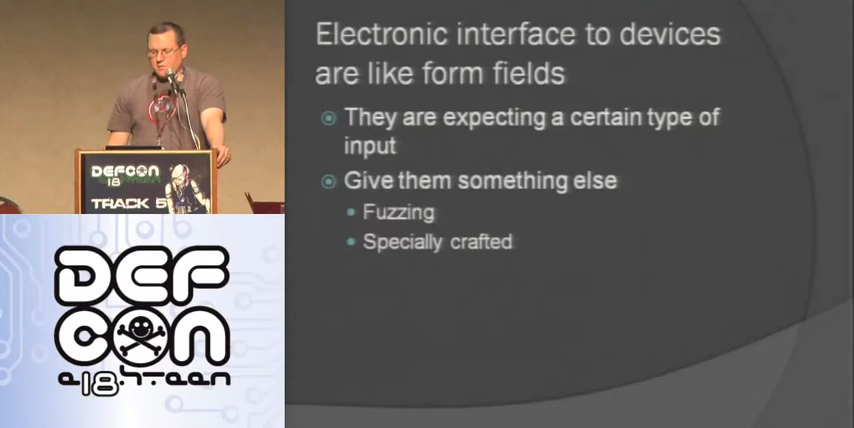 Electronic interface to devices
are like form fields
They are expecting a certain type of
input
Give them something else
Fuzzing
Specially crafted
DEFCON
18
TRACK 5
DEF
CON
e18hteen